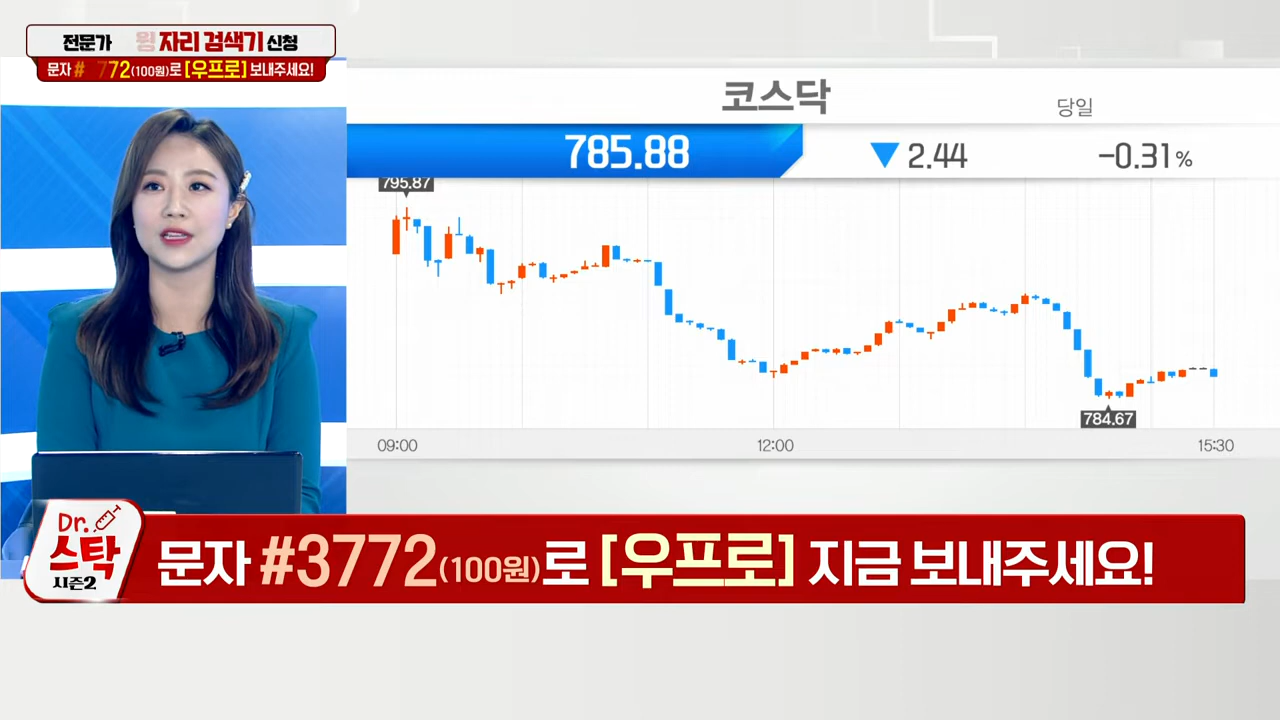 전문가 윙 자리 검색기 신청
문자 # 772(100원)로 [우프로] 보내주세요!
코스닥
당일
785.88
▼ 2.44
-0.31%
795.87
784.67
09:00
12:00
15:30
Dr.
스탁
시즌2
문자 #3772(100원)로 [우프로] 지금 보내주세요!